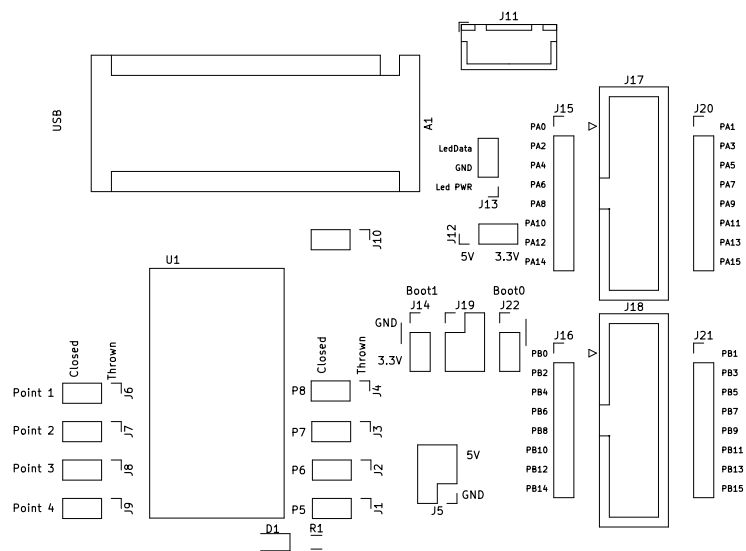 J11
J17
USB
A1
J15
J20
PA0
PA1
LedData
PA2
PA3
GND
PA4
PA5
Led PWR
PA6
PA7
J13
PA8
PA9
J10
J12
PA10
PA11
5V
3.3V
PA12
PA13
U1
PA14
PA15
Boot1
Boot0
J14
J19
J22
J18
GND
3.3V
J16
J21
PB0
PB1
Closed
Thrown
Closed
Thrown
PB2
PB3
Point 1
J6
P8
J4
PB4
PB5
PB6
PB7
Point 2
J7
P7
J3
PB8
PB9
5V
PB10
PB11
Point 3
J8
P6
J2
PB12
PB13
GND
PB14
PB15
Point 4
J9
P5
J1
J5
D1
R1